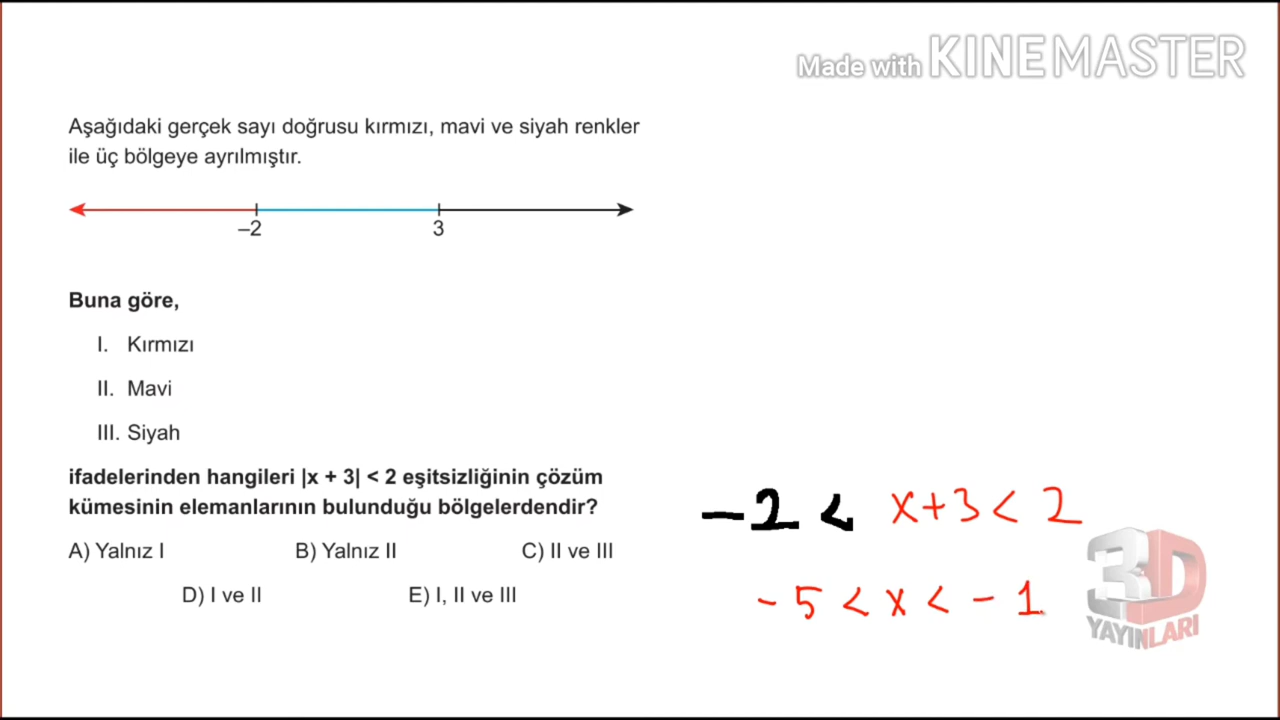 Made with KINEMASTER
Aşağıdaki gerçek sayı doğrusu kırmızı, mavi ve siyah renkler
ile üç bölgeye ayrılmıştır.
–2 3
Buna göre,
I. Kırmızı
II. Mavi
III. Siyah
ifadelerinden hangileri |x + 3| < 2 eşitsizliğinin çözüm
kümesinin elemanlarının bulunduğu bölgelerdendir?
A) Yalnız I B) Yalnız II C) II ve III
D) I ve II E) I, II ve III
-2 < x+3 < 2
-5 < x < -1
3D
YAYINLARI